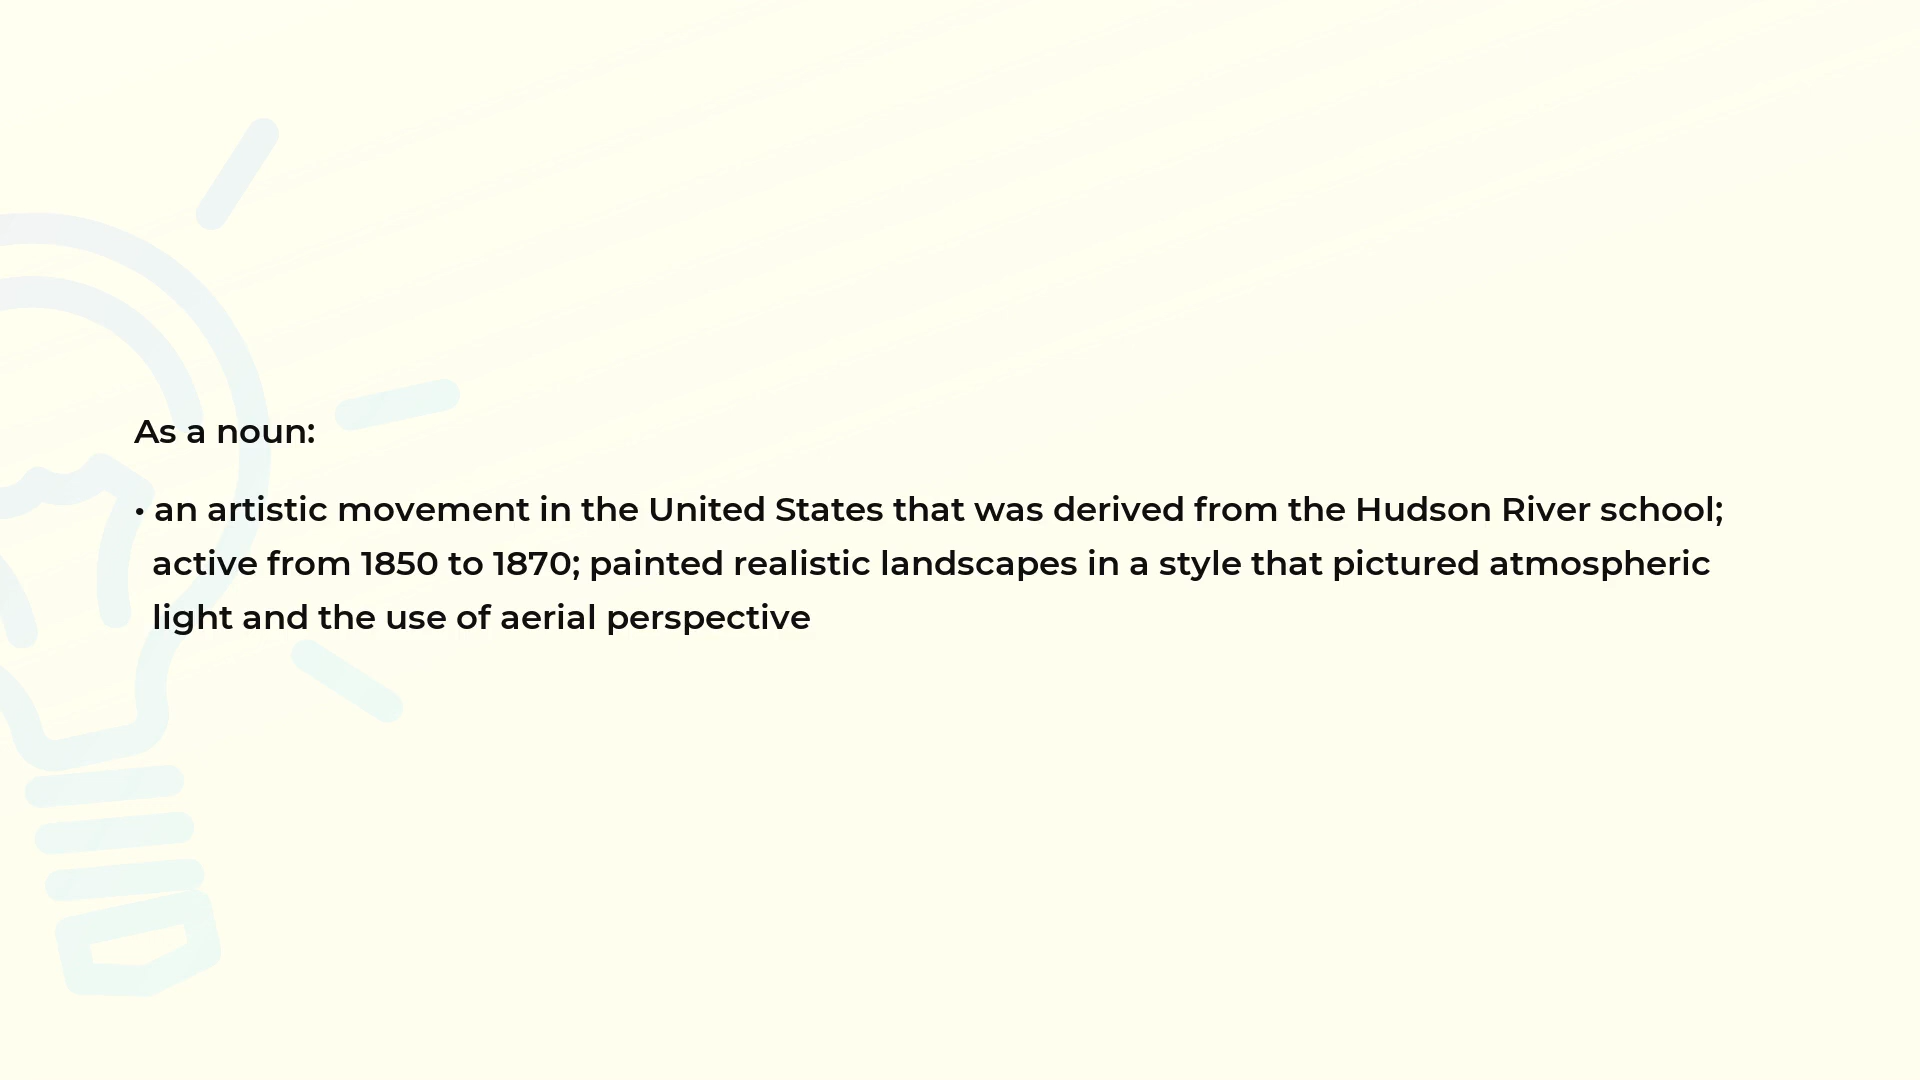 As a noun:
• an artistic movement in the United States that was derived from the Hudson River school;
active from 1850 to 1870; painted realistic landscapes in a style that pictured atmospheric
light and the use of aerial perspective